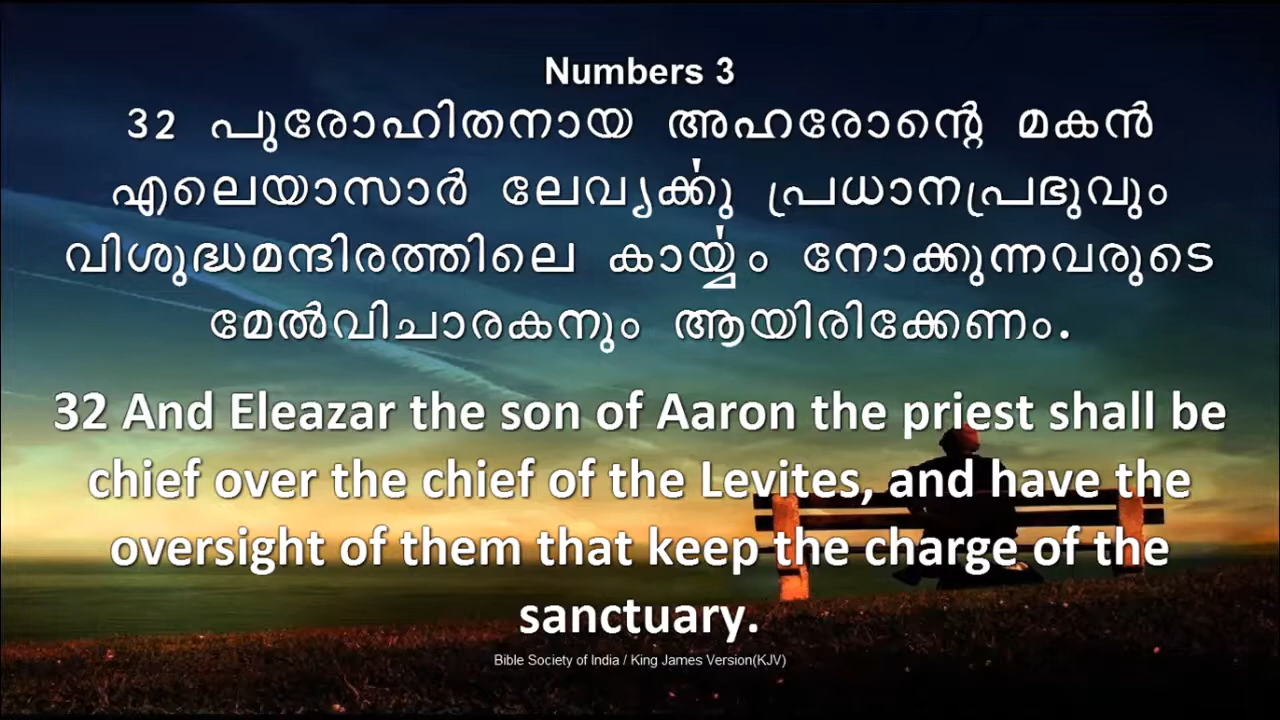 Numbers 3
32 പുരോഹിതനായ അഹരോന്റെ മകൻ
എലെയാസാർ ലേവ്യൎക്കു പ്രധാനപ്രഭുവും
വിശുദ്ധമന്ദിരത്തിലെ കാൎയ്യം നോക്കുന്നവരുടെ
മേൽവിചാരകനും ആയിരിക്കേണം.
32 And Eleazar the son of Aaron the priest shall be
chief over the chief of the Levites, and have the
oversight of them that keep the charge of the
sanctuary.
Bible Society of India / King James Version(KJV)